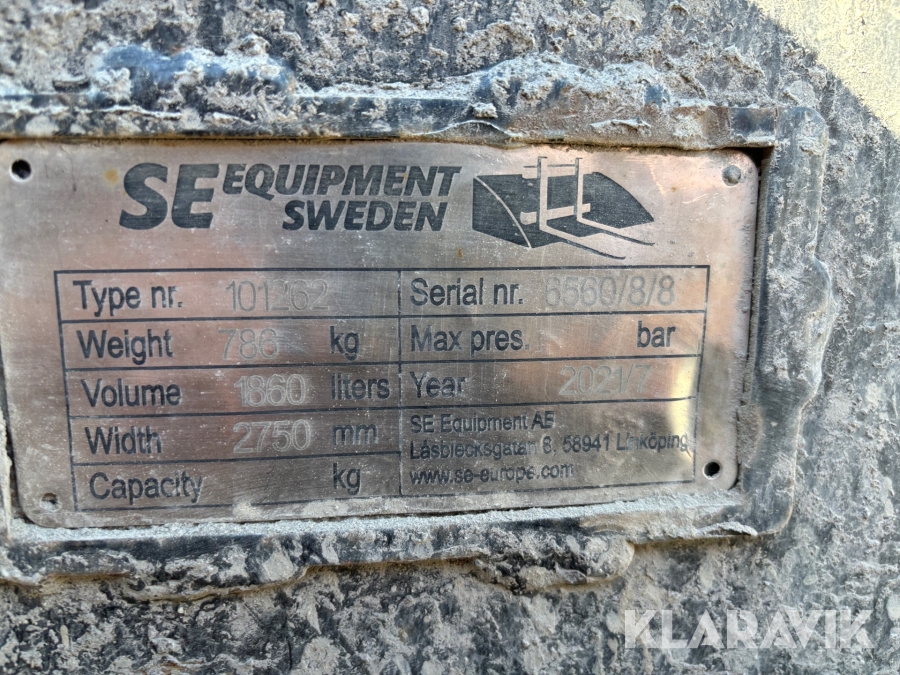 SE EQUIPMENT
SWEDEN
Type nr. 101262 Serial nr. 6560/8/8
Weight 786 kg Max pres. bar
Volume 1860 liters Year 2021/7
Width 2750 mm SE Equipment AB
Låsblecksgatan 8, 58941 Linköping
Capacity kg www.se-europe.com
KLARAVIK